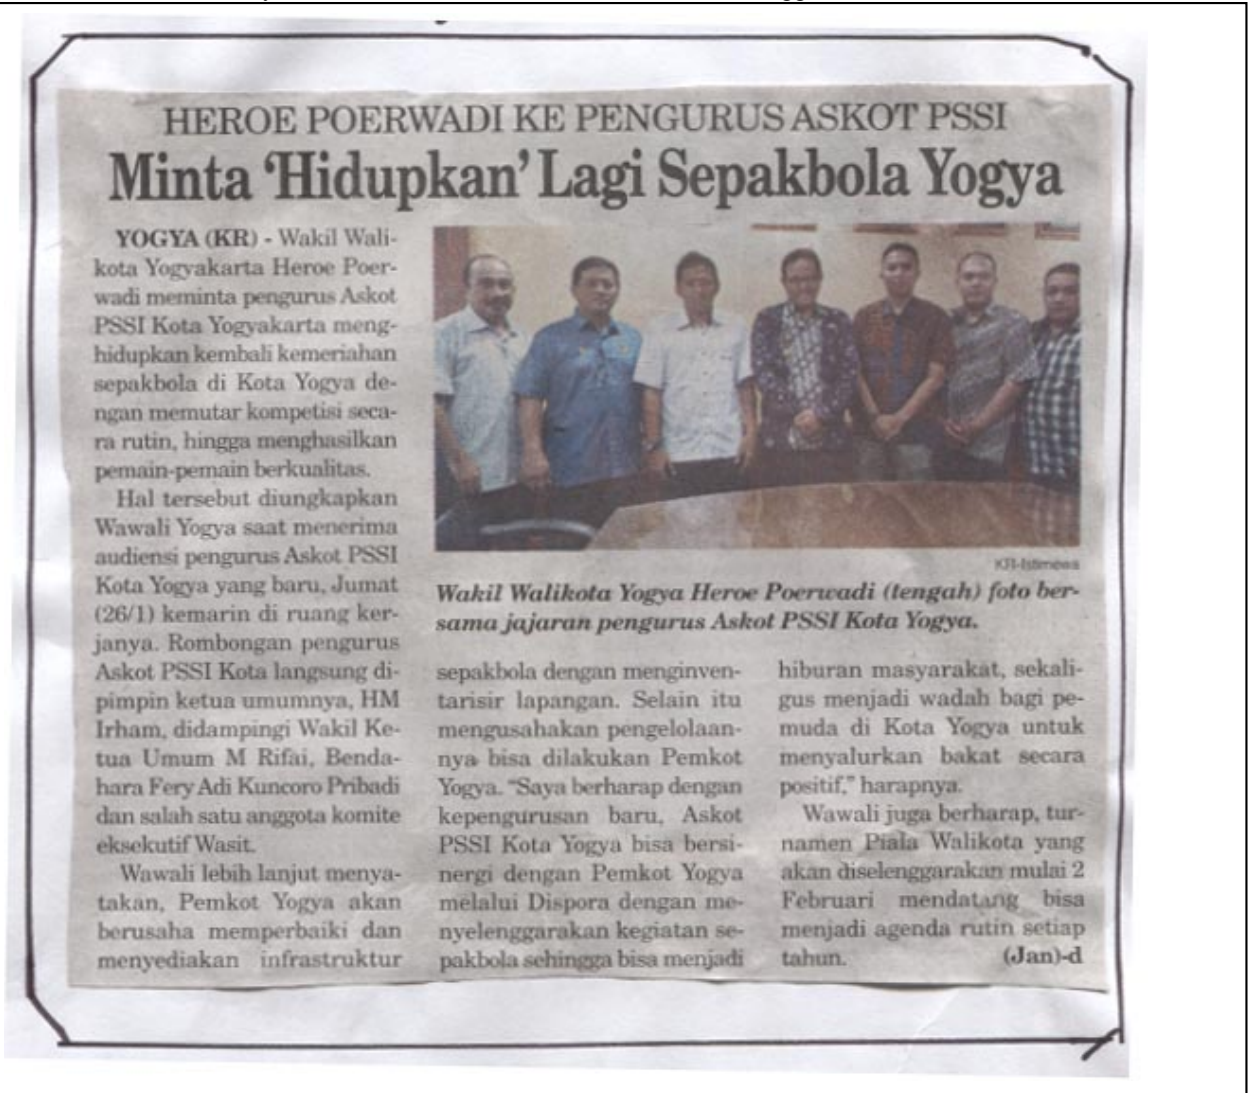 HEROE POERWADI KE PENGURUS ASKOT PSSI
Minta 'Hidupkan' Lagi Sepakbola Yogya
YOGYA (KR) - Wakil Wali-
kota Yogyakarta Heroe Poer-
wadi meminta pengurus Askot
PSSI Kota Yogyakarta meng-
hidupkan kembali kemeriahan
sepakbola di Kota Yogya de-
ngan memutar kompetisi seca-
ra rutin, hingga menghasilkan
pemain-pemain berkualitas.
Hal tersebut diungkapkan
Wawali Yogya saat menerima
audiensi pengurus Askot PSSI
Kota Yogya yang baru, Jumat
(26/1) kemarin di ruang ker-
janya. Rombongan pengurus
Askot PSSI Kota langsung di-
pimpin ketua umumnya, HM
Irham, didampingi Wakil Ke-
tua Umum M Rifai, Benda-
hara Fery Adi Kuncoro Pribadi
dan salah satu anggota komite
eksekutif Wasit.
Wawali lebih lanjut menya-
takan, Pemkot Yogya akan
berusaha memperbaiki dan
menyediakan infrastruktur
KR-Istimewa
Wakil Walikota Yogya Heroe Poerwadi (tengah) foto ber-
sama jajaran pengurus Askot PSSI Kota Yogya.
sepakbola dengan menginven-
tarisir lapangan. Selain itu
mengusahakan pengelolaan-
nya bisa dilakukan Pemkot
Yogya. "Saya berharap dengan
kepengurusan baru, Askot
PSSI Kota Yogya bisa bersi-
nergi dengan Pemkot Yogya
melalui Dispora dengan me-
nyelenggarakan kegiatan se-
pakbola sehingga bisa menjadi
hiburan masyarakat, sekali-
gus menjadi wadah bagi pe-
muda di Kota Yogya untuk
menyalurkan bakat secara
positif," harapnya.
Wawali juga berharap, tur-
namen Piala Walikota yang
akan diselenggarakan mulai 2
Februari mendatang bisa
menjadi agenda rutin setiap
tahun. (Jan)-d